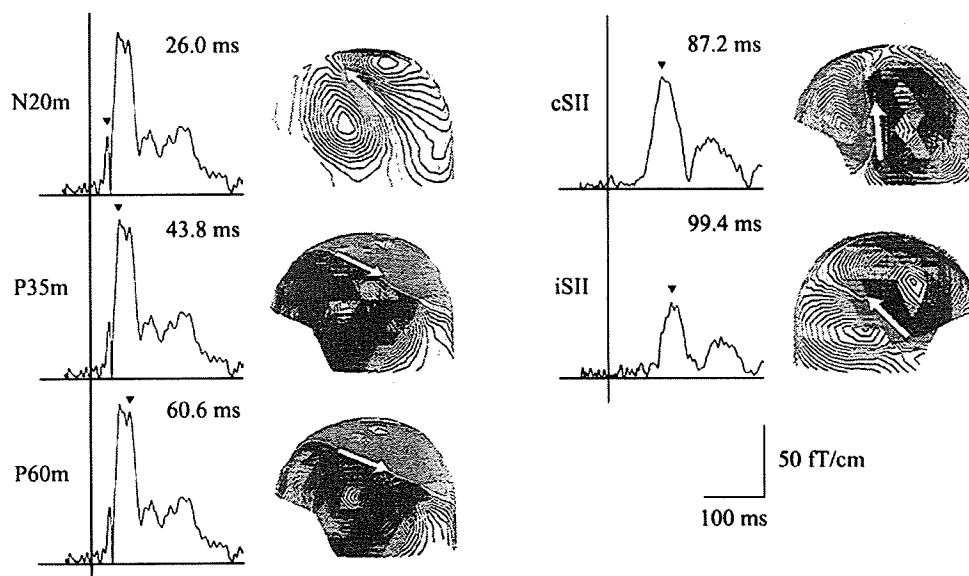 26.0 ms
N20m
43.8 ms
P35m
60.6 ms
P60m
87.2 ms
cSII
99.4 ms
iSII
50 fT/cm
100 ms